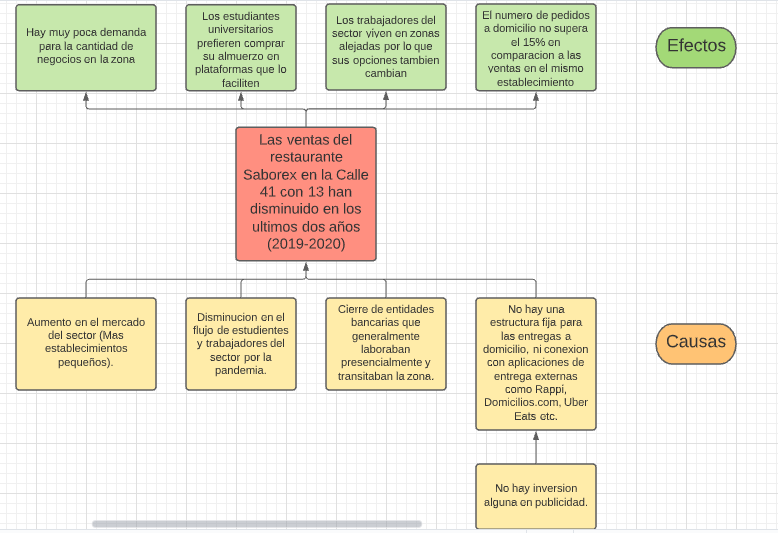 Hay muy poca demanda
para la cantidad de
negocios en la zona
Los estudiantes
universitarios
prefieren comprar
su almuerzo en
plataformas que lo
faciliten
Los trabajadores del
sector viven en zonas
alejadas por lo que
sus opciones tambien
cambian
El numero de pedidos
a domicilio no supera
el 15% en
comparacion a las
ventas en el mismo
establecimiento
Efectos
Las ventas del
restaurante
Saborex en la Calle
41 con 13 han
disminuido en los
ultimos dos años
(2019-2020)
Aumento en el mercado
del sector (Mas
establecimientos
pequeños).
Disminucion en el
flujo de estudientes
y trabajadores del
sector por la
pandemia.
Cierre de entidades
bancarias que
generalmente
laboraban
presencialmente y
transitaban la zona.
No hay una
estructura fija para
las entregas a
domicilio, ni conexion
con aplicaciones de
entrega externas
como Rappi,
Domicilios.com, Uber
Eats etc.
Causas
No hay inversion
alguna en publicidad.